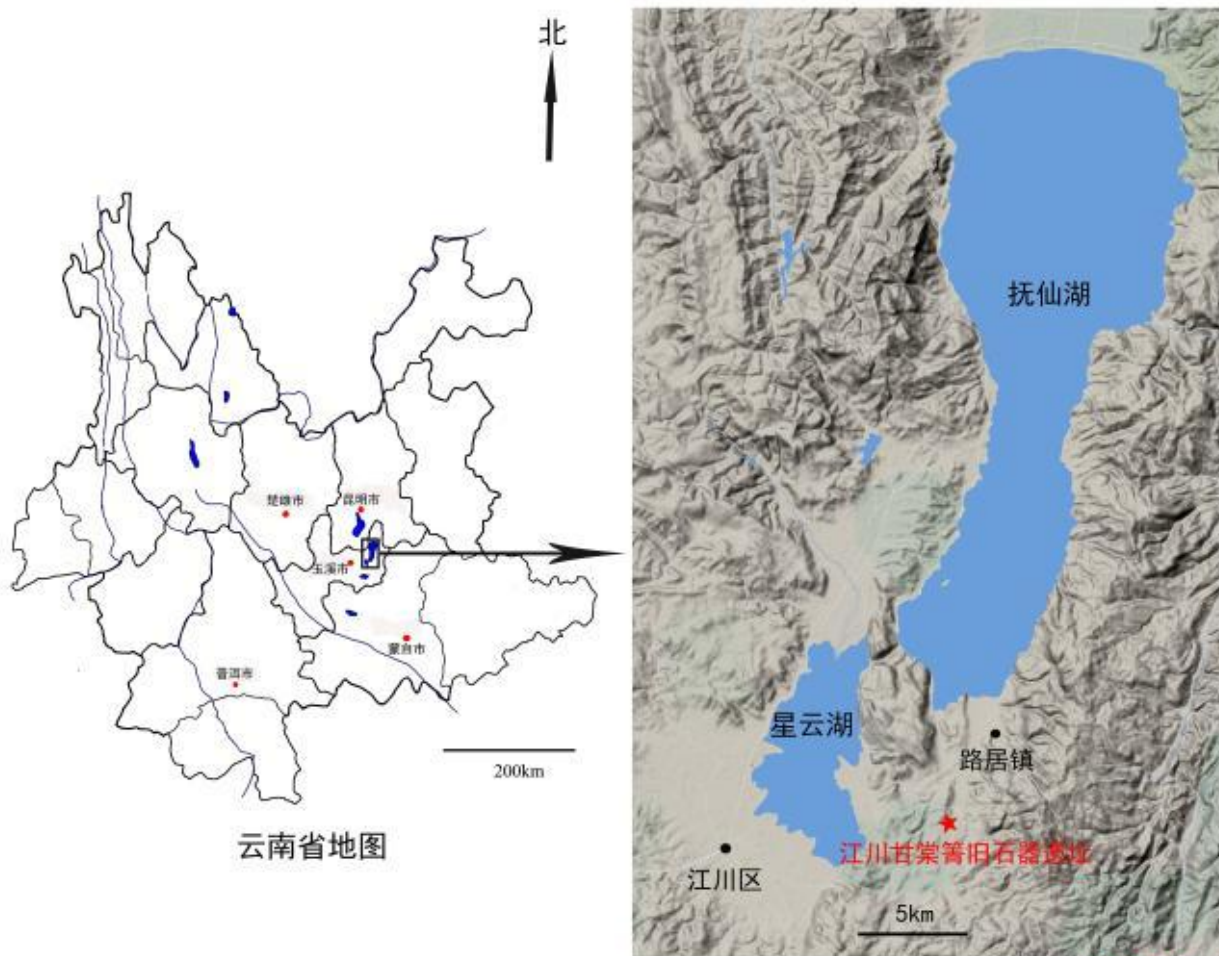 北
楚雄市
昆明市
玉溪市
蒙自市
普洱市
200km
云南省地图
抚仙湖
星云湖
路居镇
江川甘棠箐旧石器遗址
江川区
5km